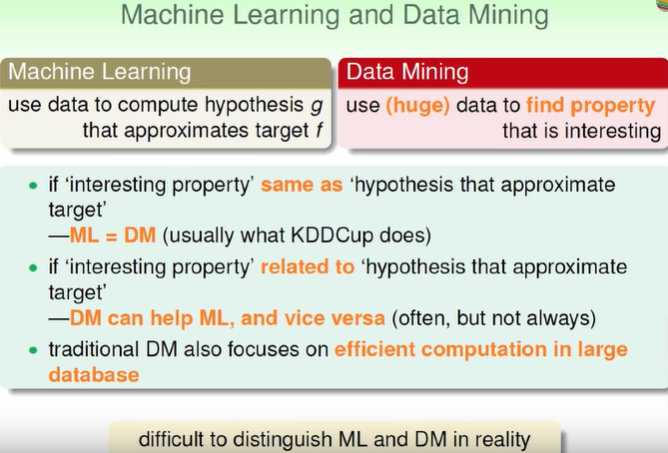 Machine Learning and Data Mining
Machine Learning
use data to compute hypothesis g
that approximates target f
Data Mining
use (huge) data to find property
that is interesting
• if ‘interesting property’ same as ‘hypothesis that approximate
target’
—ML = DM (usually what KDDCup does)
• if ‘interesting property’ related to ‘hypothesis that approximate
target’
—DM can help ML, and vice versa (often, but not always)
• traditional DM also focuses on efficient computation in large
database
difficult to distinguish ML and DM in reality